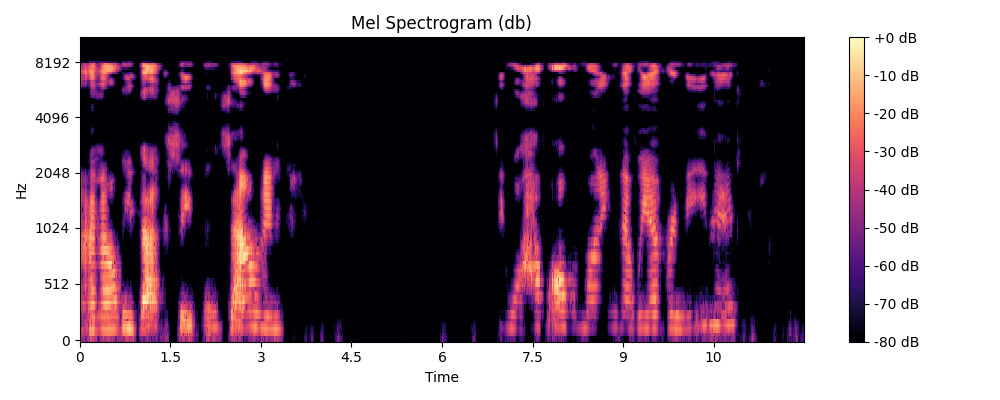 Mel Spectrogram (db)
8192
4096
2048
1024
512
0
Hz
0 1.5 3 4.5 6 7.5 9 10
Time
+0 dB
-10 dB
-20 dB
-30 dB
-40 dB
-50 dB
-60 dB
-70 dB
-80 dB